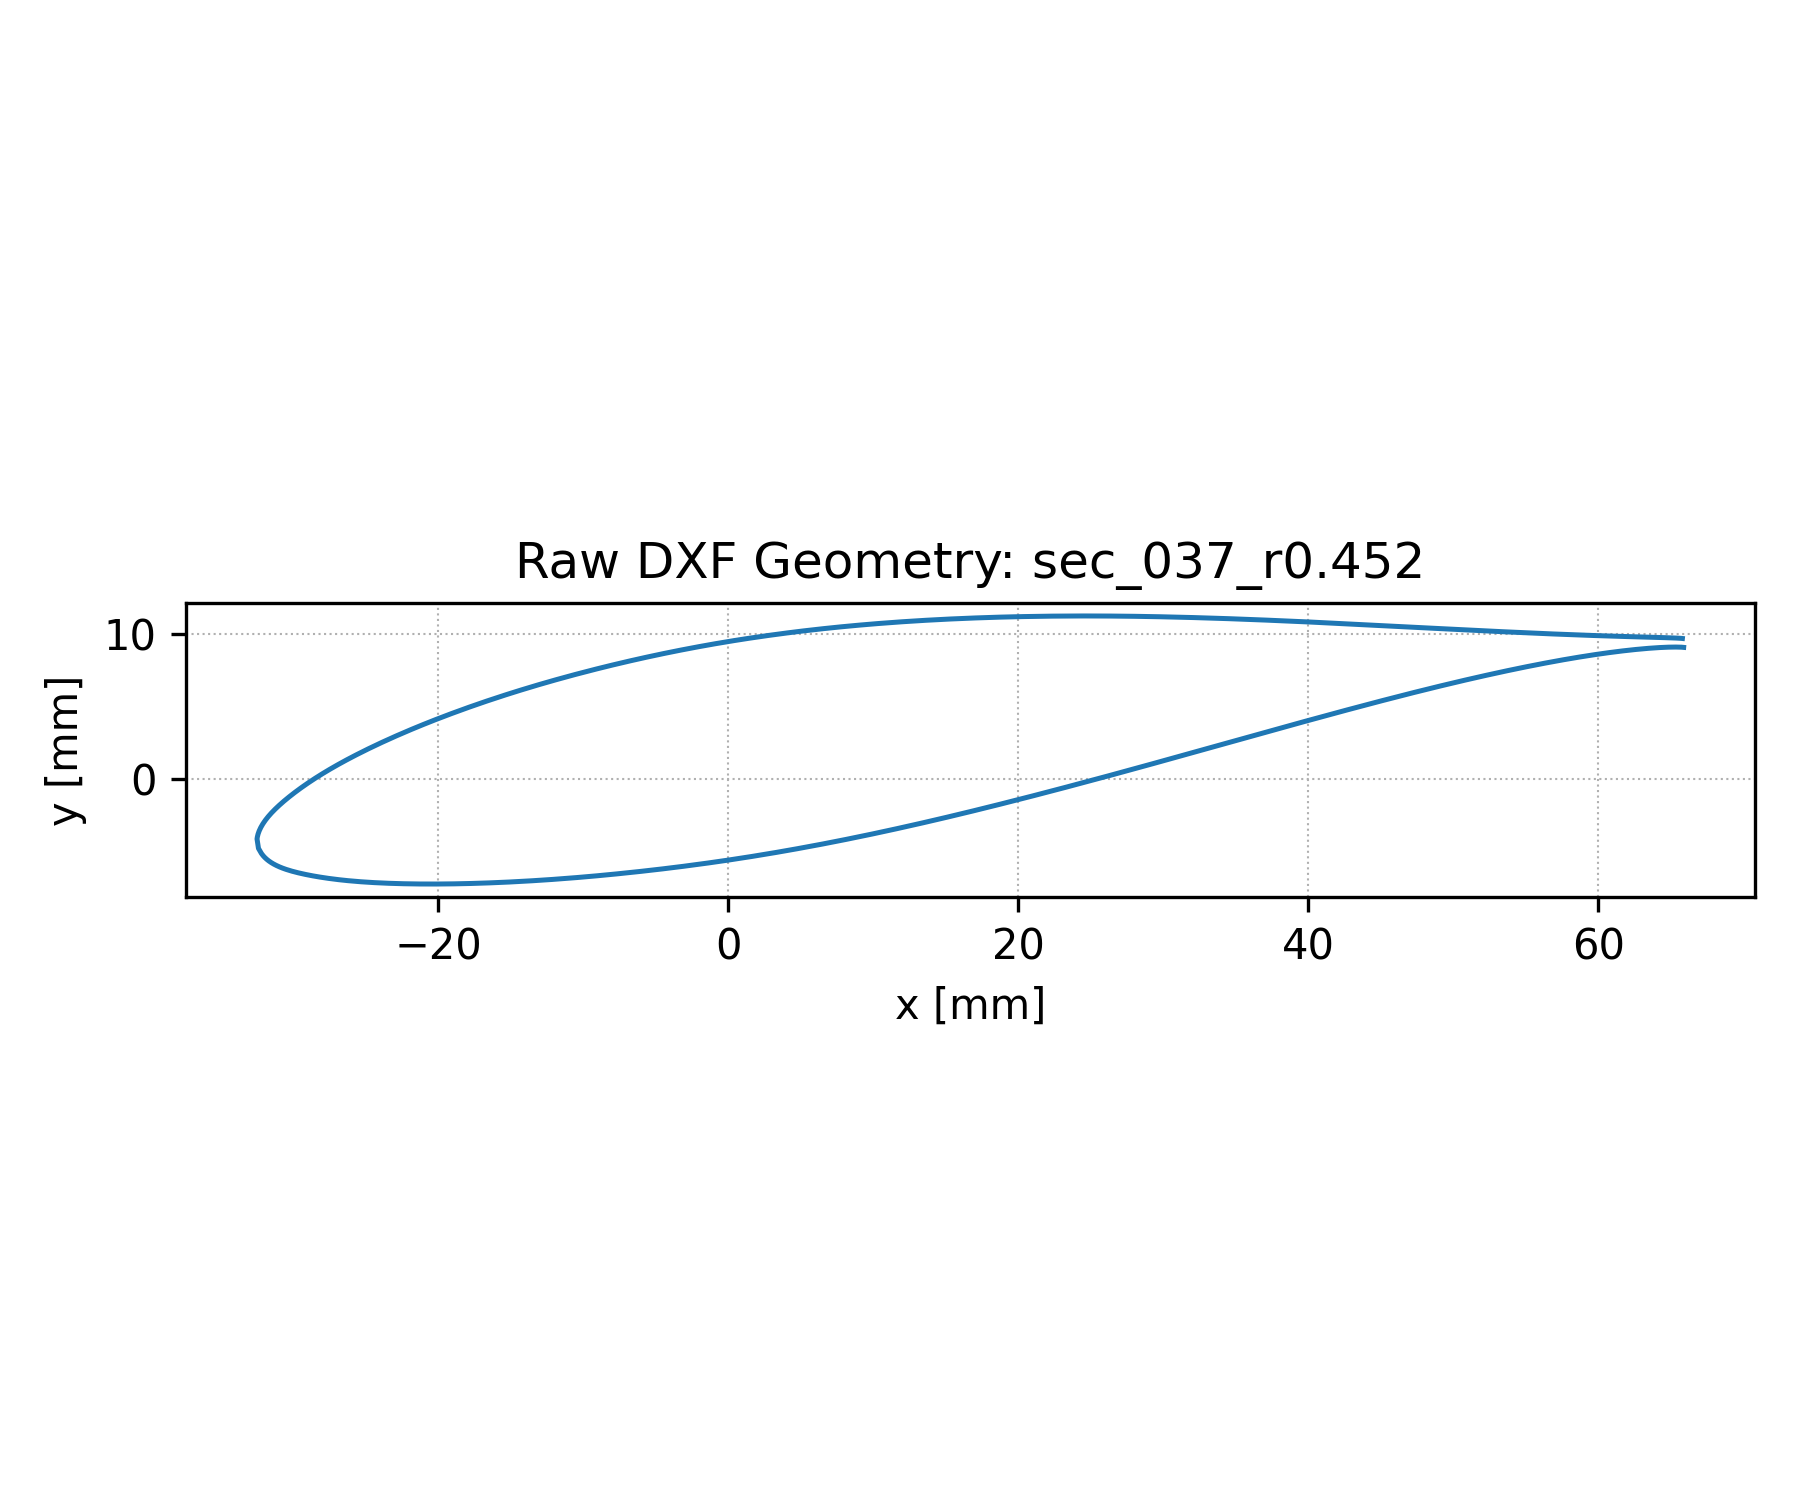 Raw DXF Geometry: sec_037_r0.452
10
0
y [mm]
−20 0 20 40 60
x [mm]